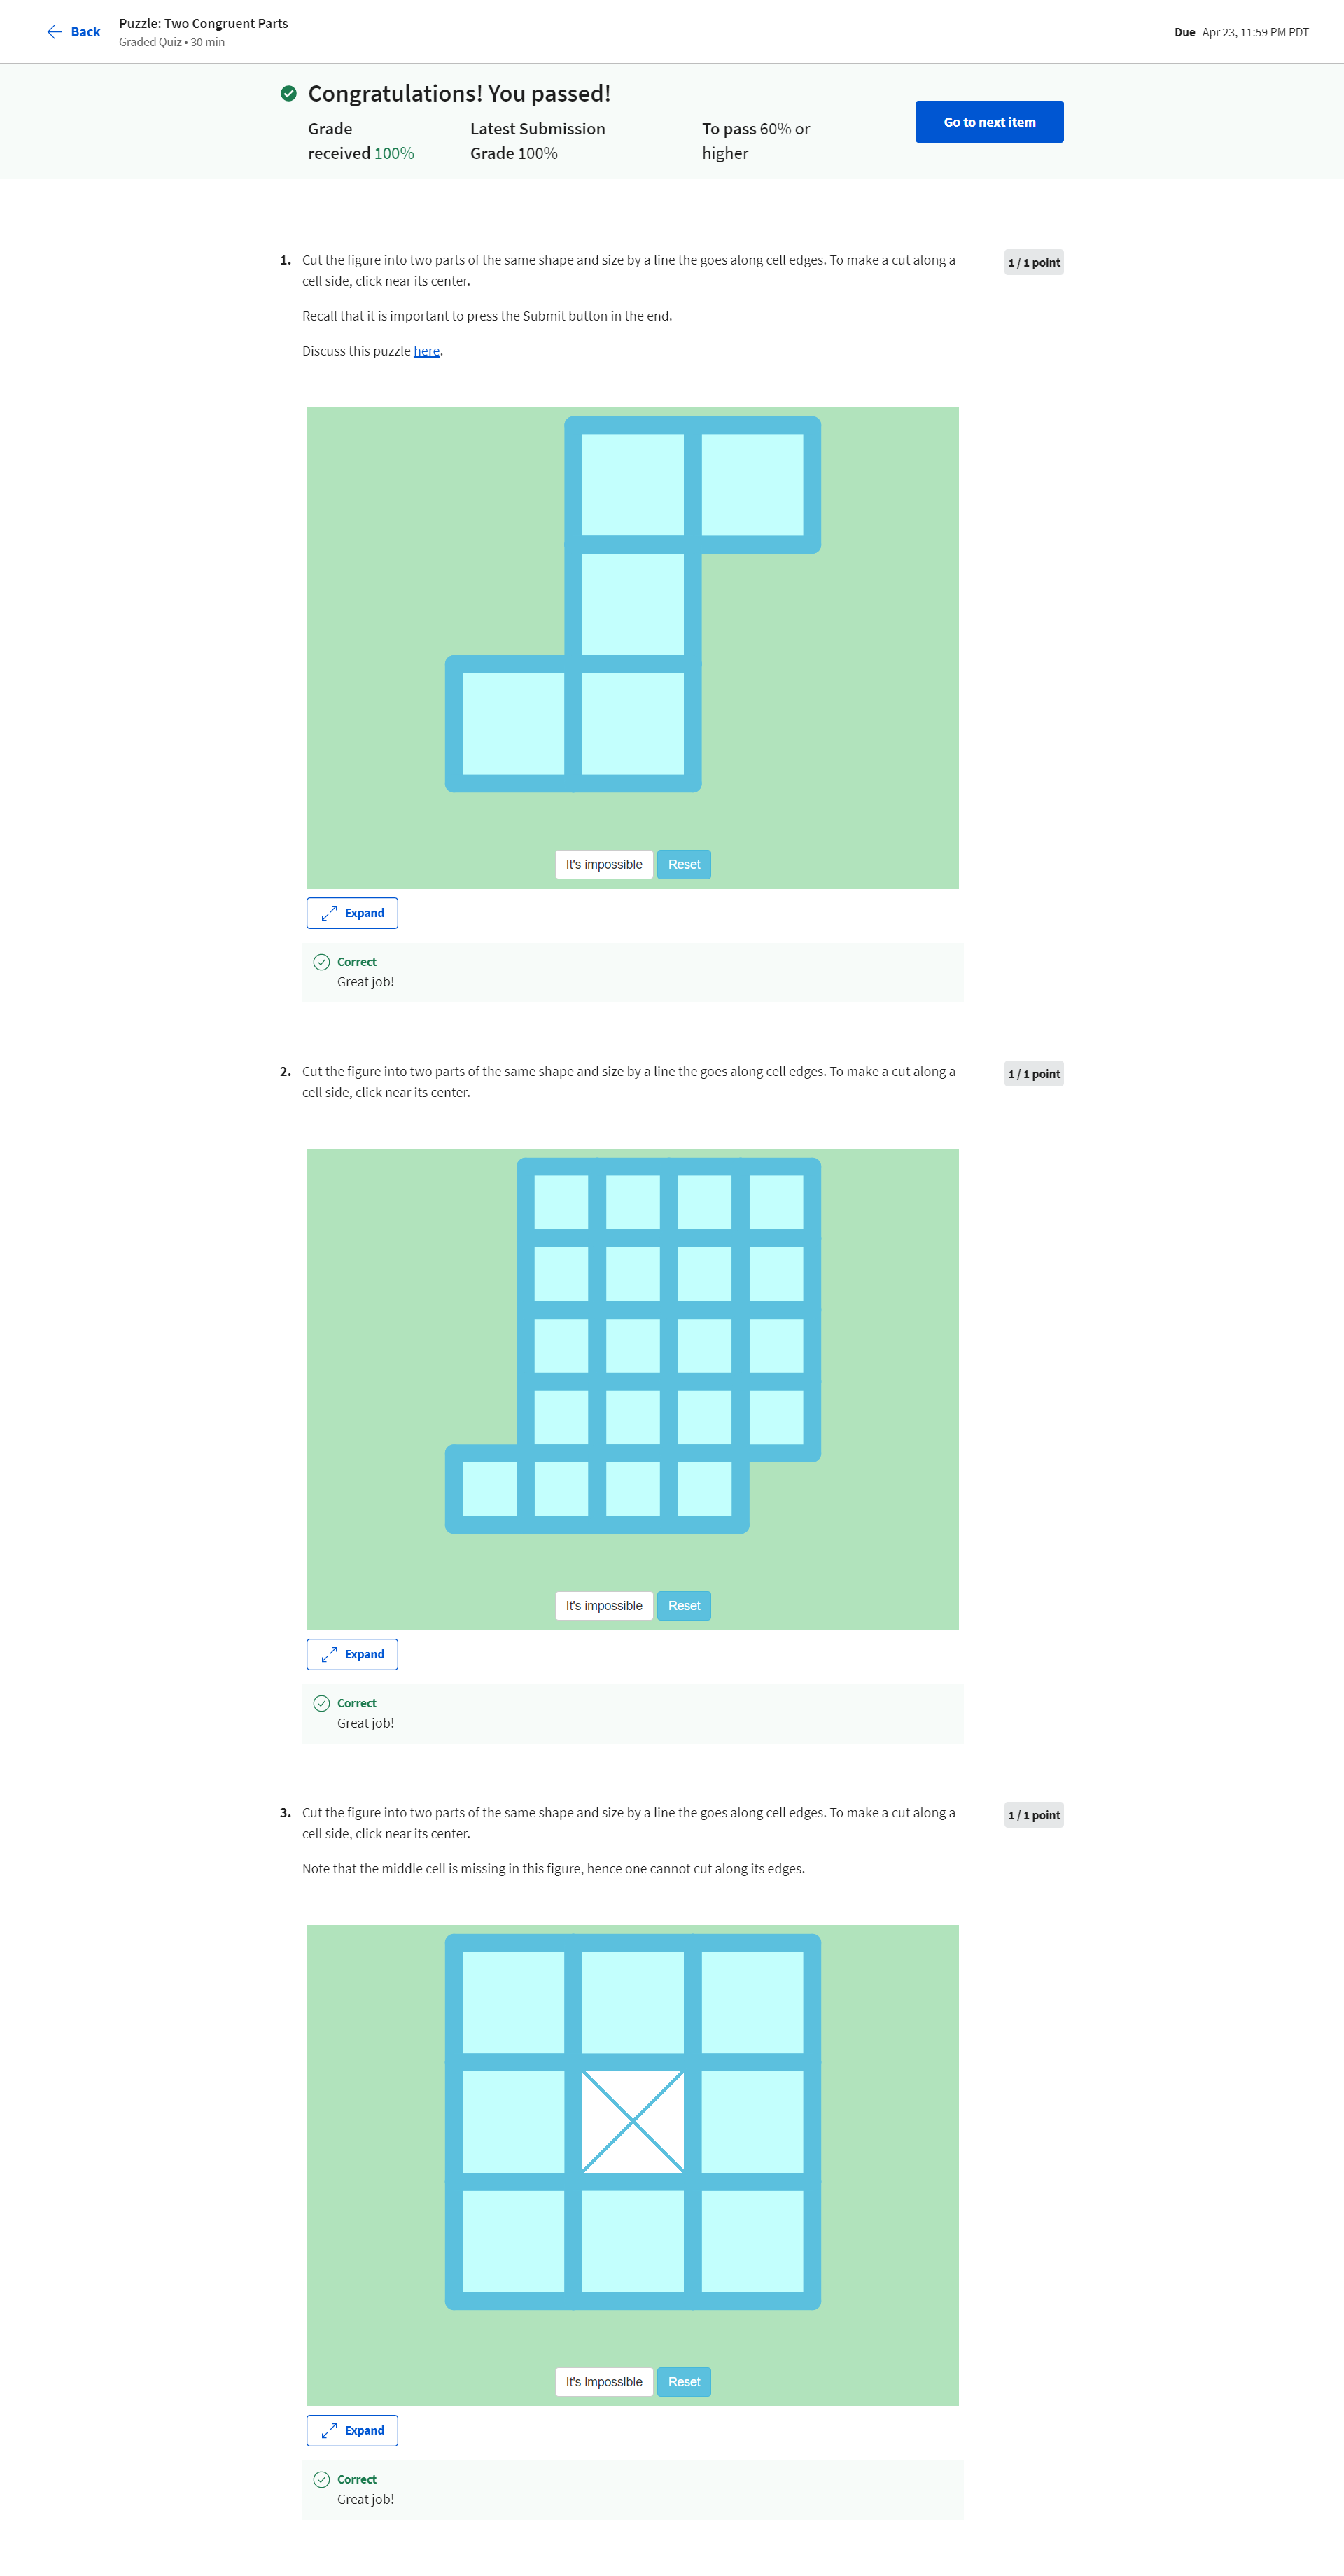 Back
Puzzle: Two Congruent Parts
Graded Quiz • 30 min
Due Apr 23, 11:59 PM PDT
Congratulations! You passed!
Grade
received 100%
Latest Submission
Grade 100%
To pass 60% or
higher
Go to next item
1. Cut the figure into two parts of the same shape and size by a line the goes along cell edges. To make a cut along a
cell side, click near its center.
1 / 1 point
Recall that it is important to press the Submit button in the end.
Discuss this puzzle here.
It's impossible
Reset
Expand
Correct
Great job!
2. Cut the figure into two parts of the same shape and size by a line the goes along cell edges. To make a cut along a
cell side, click near its center.
1 / 1 point
It's impossible
Reset
Expand
Correct
Great job!
3. Cut the figure into two parts of the same shape and size by a line the goes along cell edges. To make a cut along a
cell side, click near its center.
1 / 1 point
Note that the middle cell is missing in this figure, hence one cannot cut along its edges.
It's impossible
Reset
Expand
Correct
Great job!